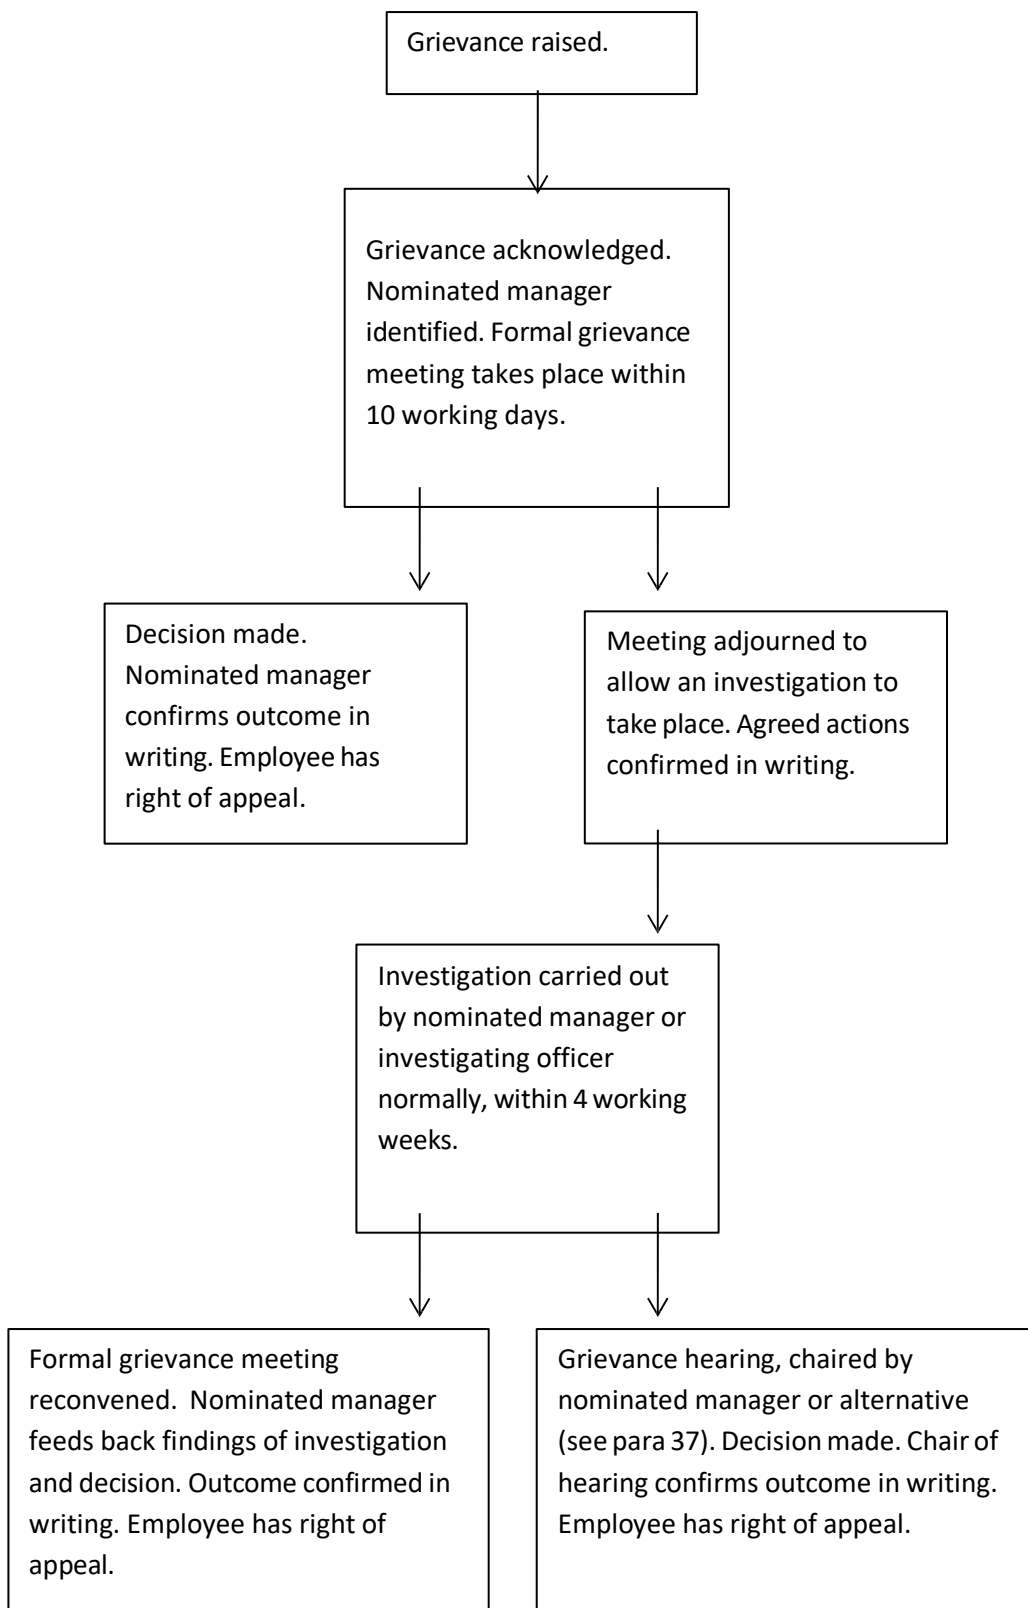 Grievance raised.
Grievance acknowledged.
Nominated manager
identified. Formal grievance
meeting takes place within
10 working days.
Decision made.
Nominated manager
confirms outcome in
writing. Employee has
right of appeal.
Meeting adjourned to
allow an investigation to
take place. Agreed actions
confirmed in writing.
Investigation carried out
by nominated manager or
investigating officer
normally, within 4 working
weeks.
Formal grievance meeting
reconvened. Nominated manager
feeds back findings of investigation
and decision. Outcome confirmed in
writing. Employee has right of
appeal.
Grievance hearing, chaired by
nominated manager or alternative
(see para 37). Decision made. Chair of
hearing confirms outcome in writing.
Employee has right of appeal.